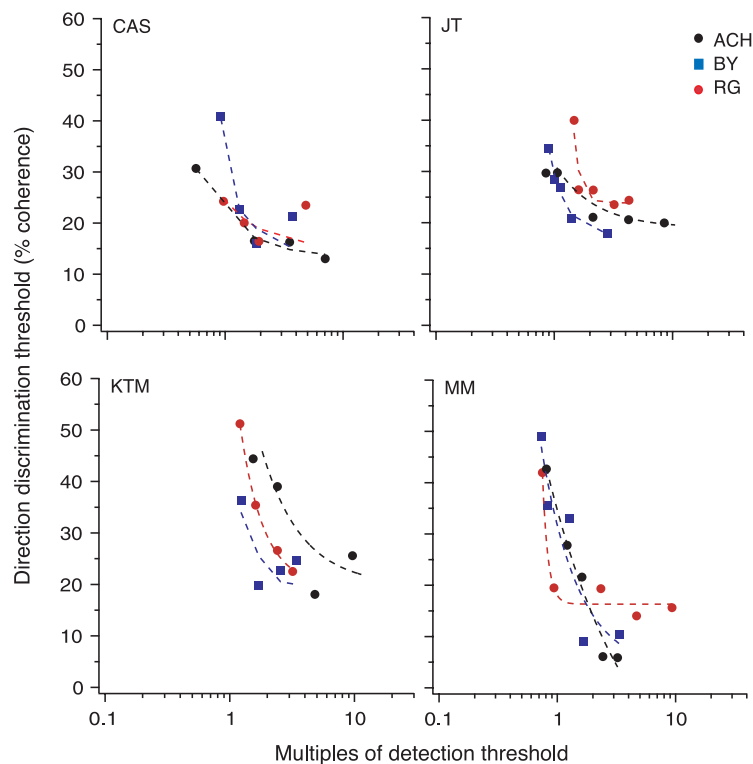 CAS
60
50
40
30
20
10
0
JT
ACH
BY
RG
KTM
60
50
40
30
20
10
0
0.1 1 10
MM
0.1 1 10
Direction discrimination threshold (% coherence)
Multiples of detection threshold